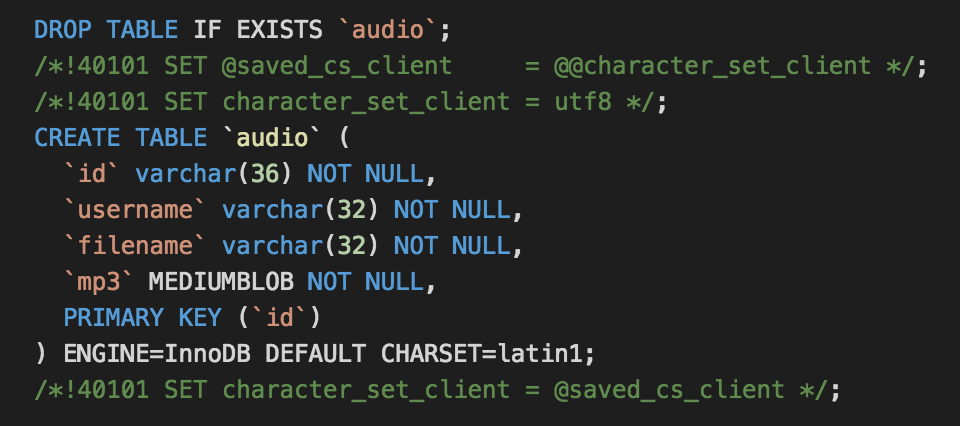 DROP TABLE IF EXISTS `audio`;
/*!40101 SET @saved_cs_client     = @@character_set_client */;
/*!40101 SET character_set_client = utf8 */;
CREATE TABLE `audio` (
  `id` varchar(36) NOT NULL,
  `username` varchar(32) NOT NULL,
  `filename` varchar(32) NOT NULL,
  `mp3` MEDIUMBLOB NOT NULL,
  PRIMARY KEY (`id`)
) ENGINE=InnoDB DEFAULT CHARSET=latin1;
/*!40101 SET character_set_client = @saved_cs_client */;